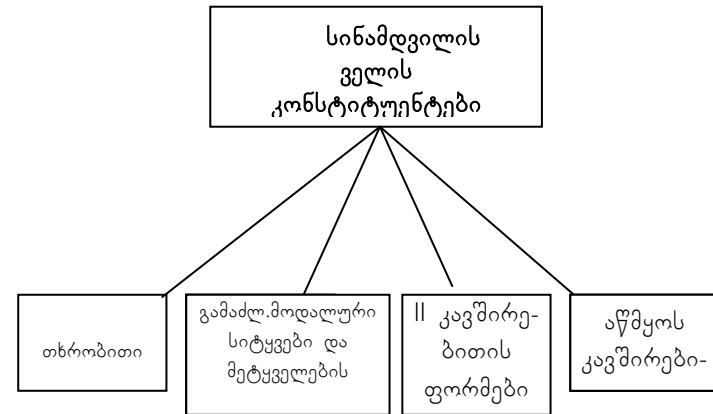 სინამდვილის
ველის
კონსტიტუენტები
თხრობითი
გამაძლ.მოდალური
სიტყვები და
მეტყველების
II კავშირე-
ბითის
ფორმები
აწმყოს
კავშირები-